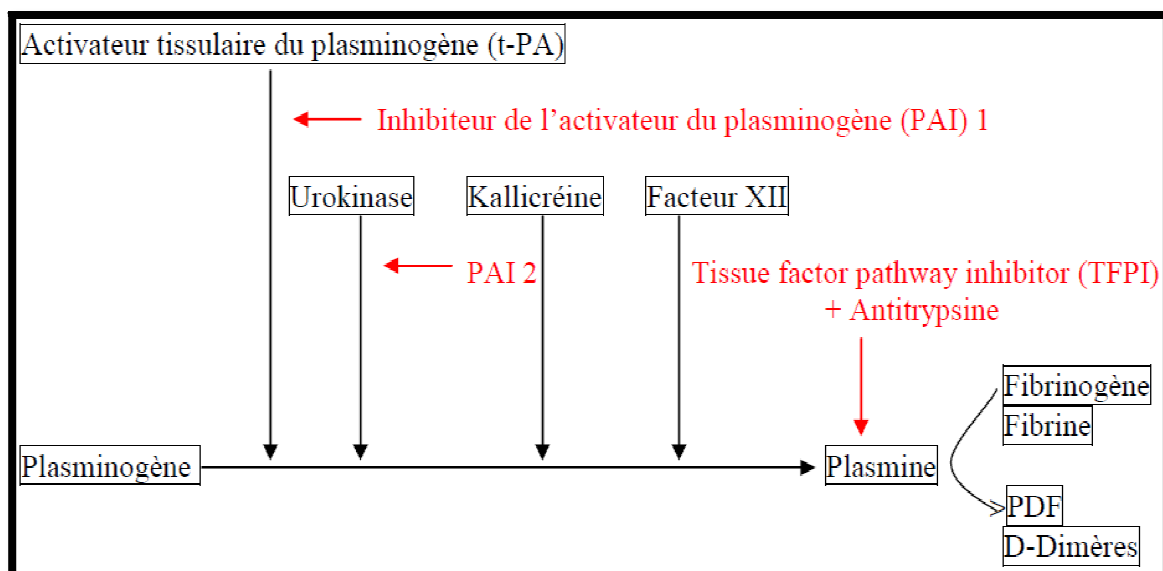 Activateur tissulaire du plasminogène (t-PA)
Inhibiteur de l’activateur du plasminogène (PAI) 1
Urokinase
Kallicréine
Facteur XII
PAI 2
Tissue factor pathway inhibitor (TFPI)
+ Antitrypsine
Fibrinogène
Fibrine
Plasminogène
Plasmine
PDF
D-Dimères